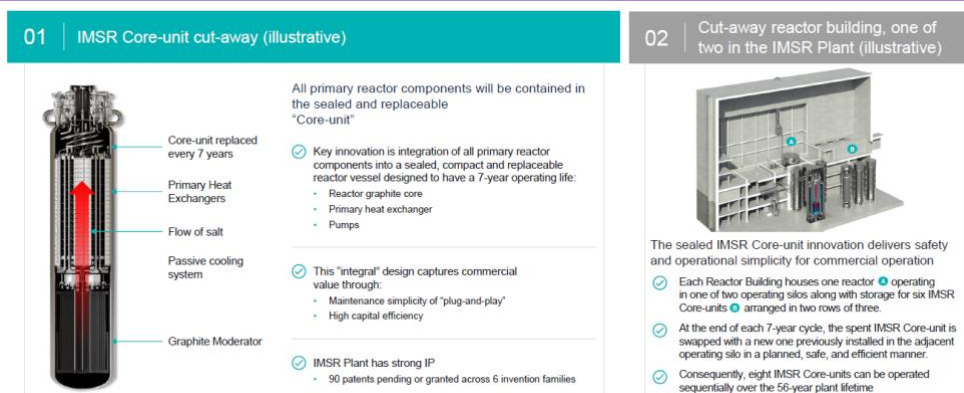 01 IMSR Core-unit cut-away (illustrative)
Core-unit replaced
every 7 years
Primary Heat
Exchangers
Flow of salt
Passive cooling
system
Graphite Moderator
All primary reactor components will be contained in
the sealed and replaceable
"Core-unit"
Key innovation is integration of all primary reactor
components into a sealed, compact and replaceable
reactor vessel designed to have a 7-year operating life:
• Reactor graphite core
• Primary heat exchanger
• Pumps
This "integral" design captures commercial
value through:
• Maintenance simplicity of "plug-and-play"
• High capital efficiency
IMSR Plant has strong IP
• 90 patents pending or granted across 6 invention families
02 Cut-away reactor building, one of
two in the IMSR Plant (illustrative)
A
B
The sealed IMSR Core-unit innovation delivers safety
and operational simplicity for commercial operation
Each Reactor Building houses one reactor A operating
in one of two operating silos along with storage for six IMSR
Core-units B arranged in two rows of three.
At the end of each 7-year cycle, the spent IMSR Core-unit is
swapped with a new one previously installed in the adjacent
operating silo in a planned, safe, and efficient manner.
Consequently, eight IMSR Core-units can be operated
sequentially over the 56-year plant lifetime